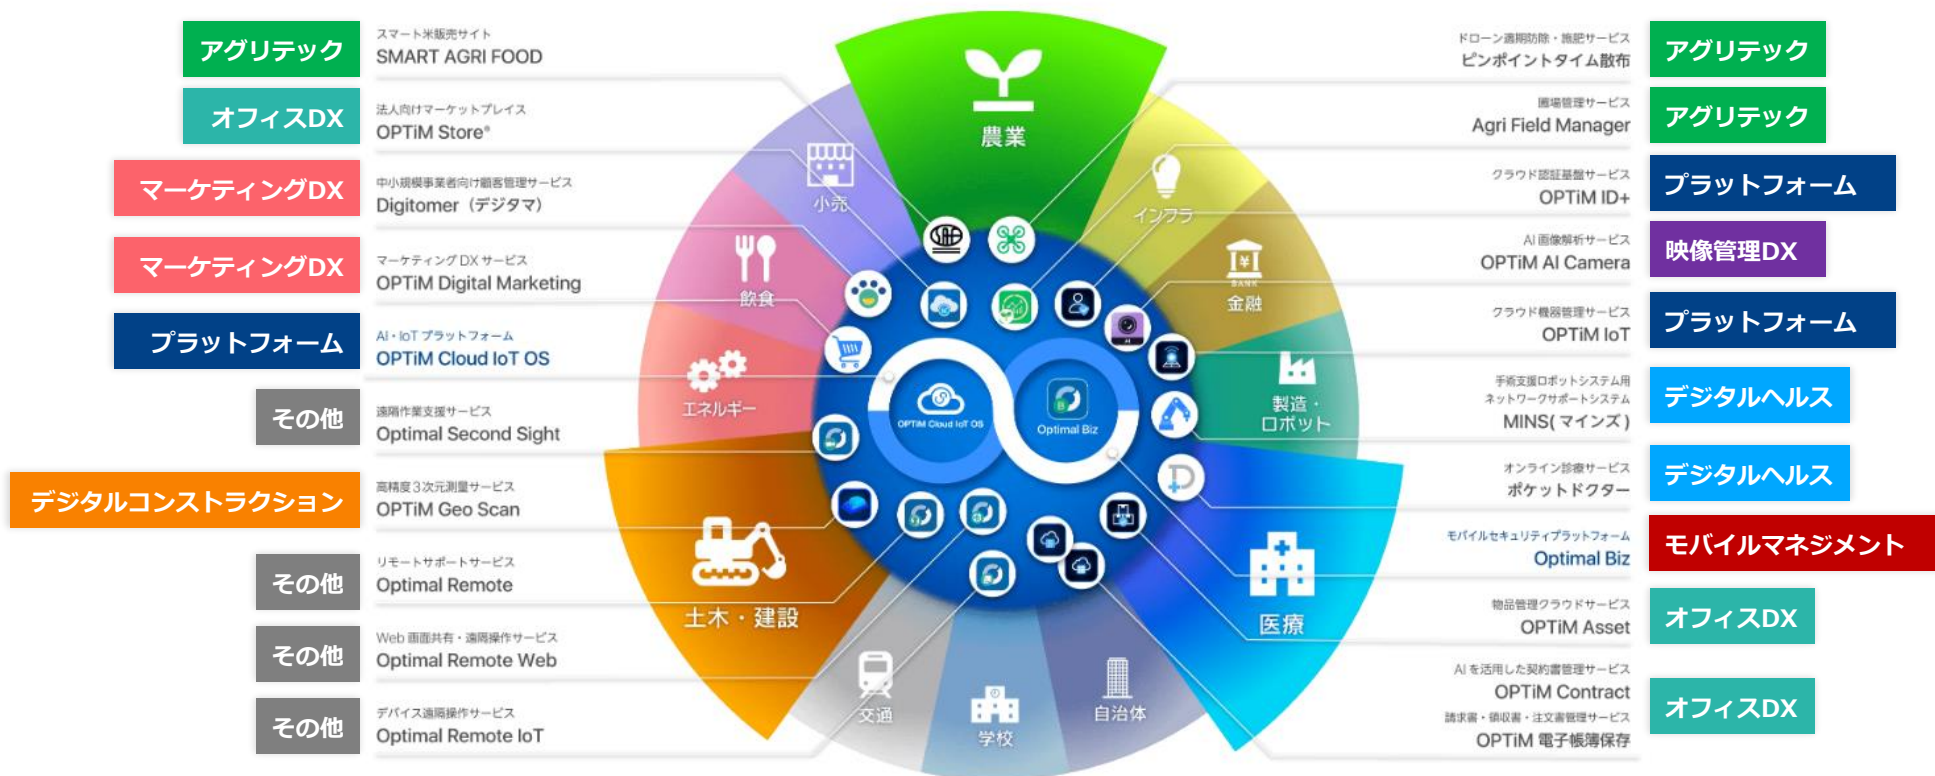 アグリテック
スマート米販売サイト
SMART AGRI FOOD
オフィスDX
法人向けマーケットプレイス
OPTiM Store®
マーケティングDX
中小規模事業者向け顧客管理サービス
Digitomer（デジタマ）
マーケティングDX
マーケティング DX サービス
OPTiM Digital Marketing
プラットフォーム
AI・IoT プラットフォーム
OPTiM Cloud IoT OS
その他
遠隔作業支援サービス
Optimal Second Sight
デジタルコンストラクション
高精度3次元測量サービス
OPTiM Geo Scan
その他
リモートサポートサービス
Optimal Remote
その他
Web 画面共有・遠隔操作サービス
Optimal Remote Web
その他
デバイス遠隔操作サービス
Optimal Remote IoT
農業
小売
インフラ
飲食
BANK
金融
エネルギー
製造・
ロボット
土木・建設
医療
交通
学校
自治体
OPTiM Cloud IoT OS
Optimal Biz
AI
ドローン適期防除・施肥サービス
ピンポイントタイム散布
アグリテック
圃場管理サービス
Agri Field Manager
アグリテック
クラウド認証基盤サービス
OPTiM ID+
プラットフォーム
AI 画像解析サービス
OPTiM AI Camera
映像管理DX
クラウド機器管理サービス
OPTiM IoT
プラットフォーム
手術支援ロボットシステム用
ネットワークサポートシステム
MINS( マインズ )
デジタルヘルス
オンライン診療サービス
ポケットドクター
デジタルヘルス
モバイルセキュリティプラットフォーム
Optimal Biz
モバイルマネジメント
物品管理クラウドサービス
OPTiM Asset
オフィスDX
AI を活用した契約書管理サービス
OPTiM Contract
請求書・領収書・注文書管理サービス
OPTiM 電子帳簿保存
オフィスDX